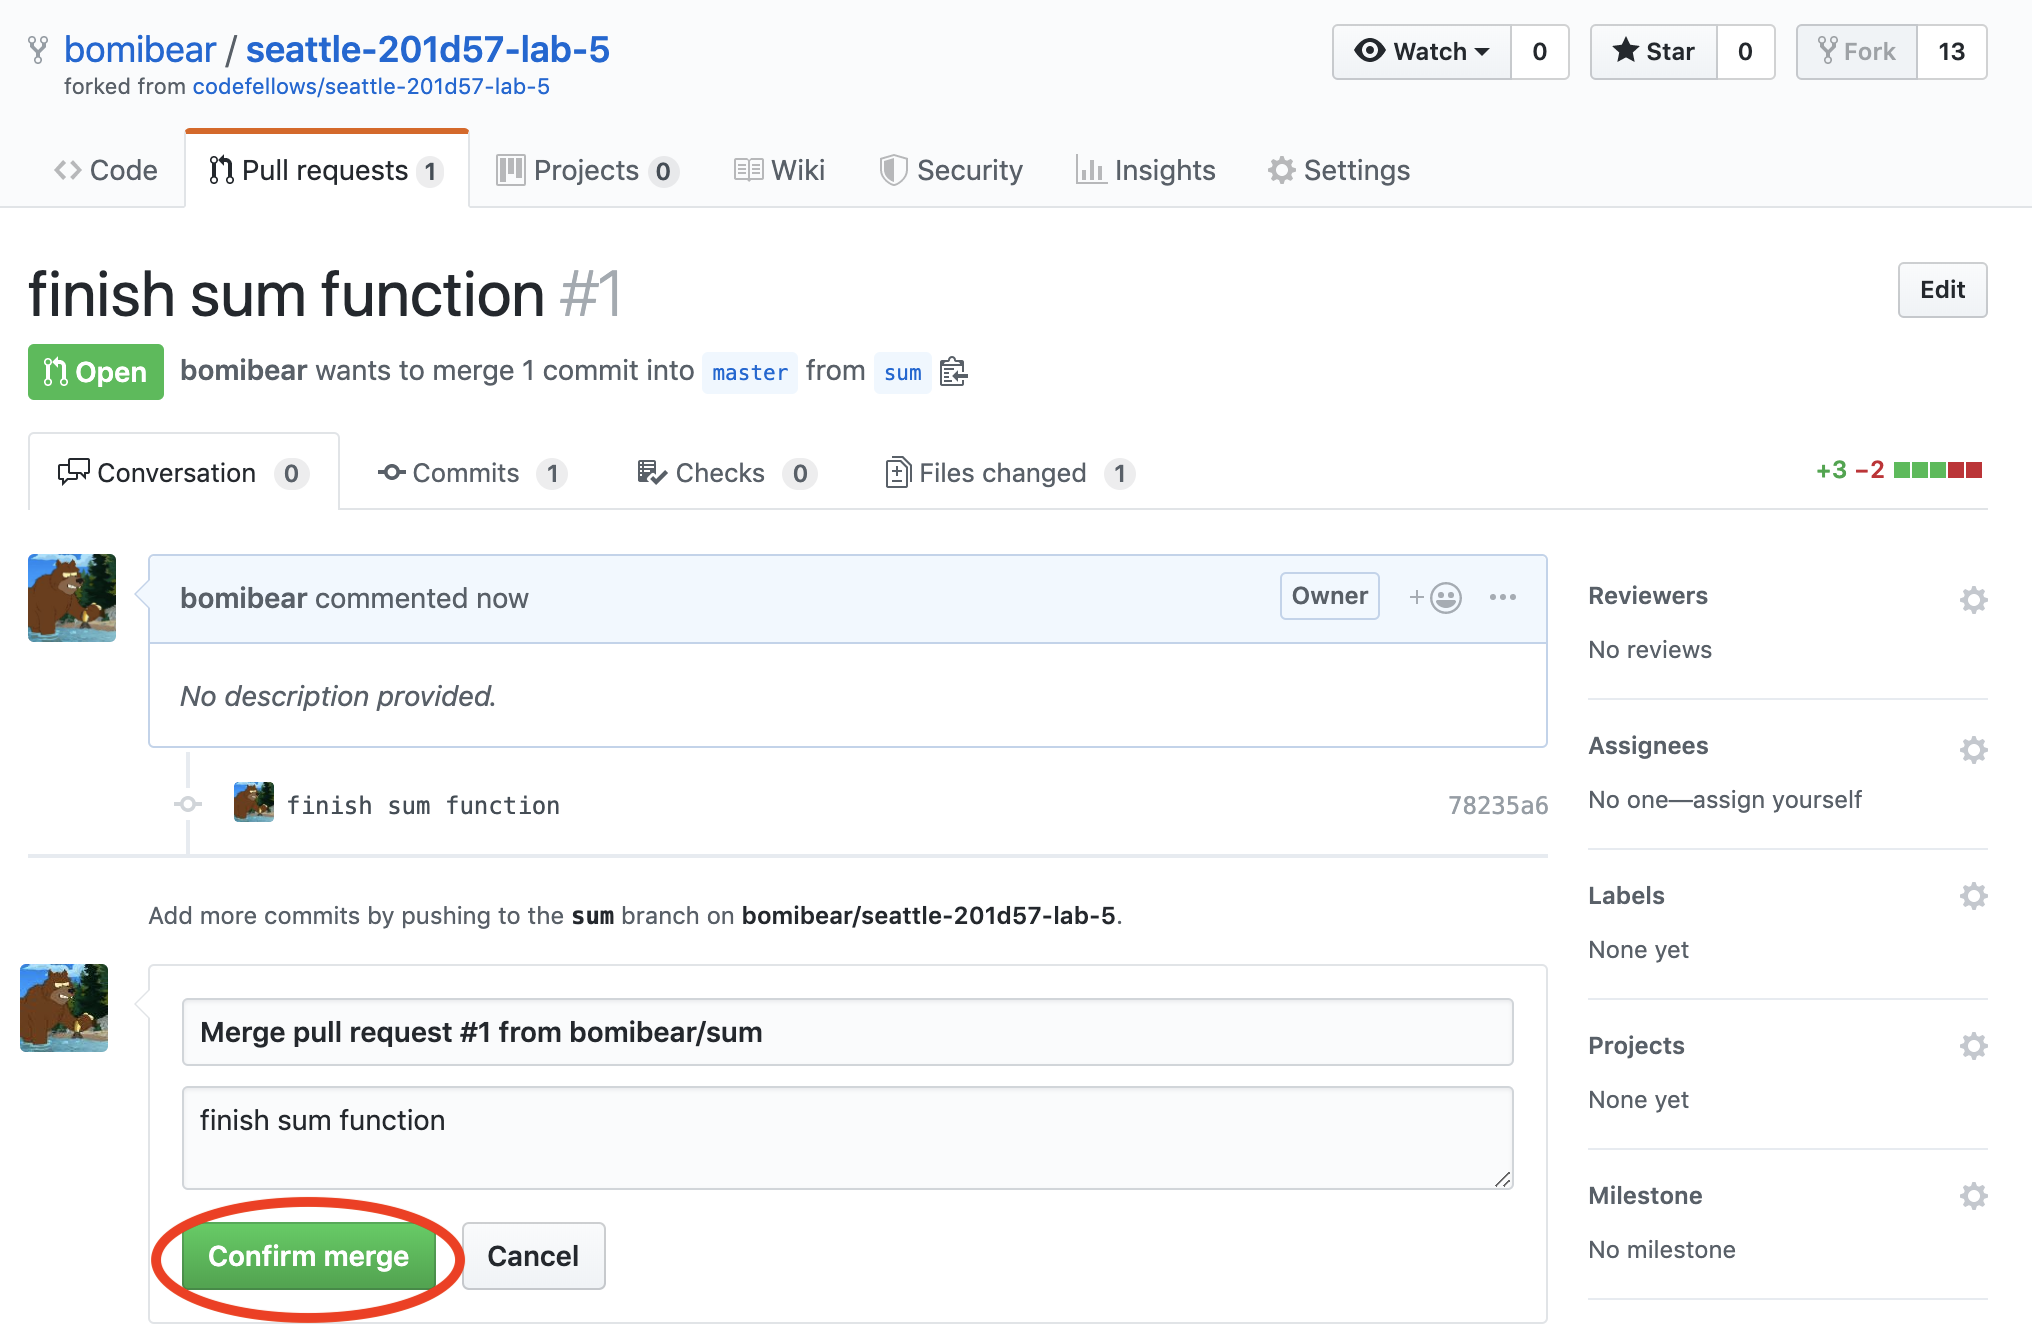 bomibear / seattle-201d57-lab-5
forked from codefellows/seattle-201d57-lab-5
Watch 0
Star 0
Fork 13
Code
Pull requests 1
Projects 0
Wiki
Security
Insights
Settings
finish sum function #1
Edit
Open
bomibear wants to merge 1 commit into master from sum
Conversation 0
Commits 1
Checks 0
Files changed 1
+3 −2
bomibear commented now
Owner
No description provided.
finish sum function
78235a6
Add more commits by pushing to the sum branch on bomibear/seattle-201d57-lab-5.
Merge pull request #1 from bomibear/sum
finish sum function
Confirm merge
Cancel
Reviewers
No reviews
Assignees
No one—assign yourself
Labels
None yet
Projects
None yet
Milestone
No milestone